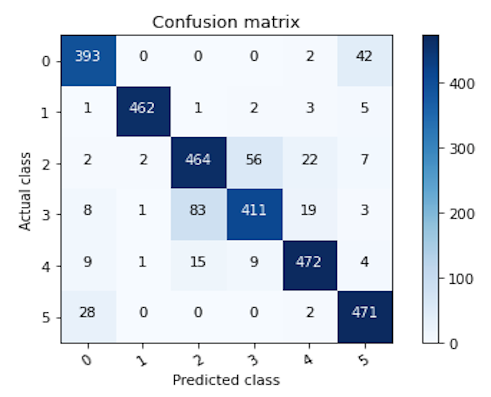 Confusion matrix
Actual class
0 393 0 0 0 2 42
1 1 462 1 2 3 5
2 2 2 464 56 22 7
3 8 1 83 411 19 3
4 9 1 15 9 472 4
5 28 0 0 0 2 471
0 1 2 3 4 5
Predicted class
400
300
200
100
0